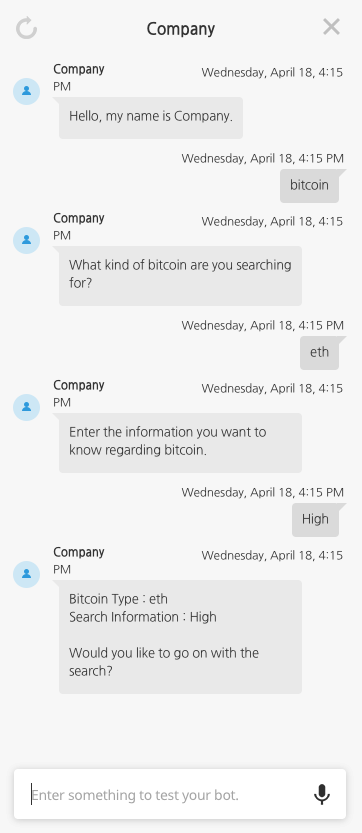 Company
Company Wednesday, April 18, 4:15
PM
Hello, my name is Company.
Wednesday, April 18, 4:15 PM
bitcoin
Company Wednesday, April 18, 4:15
PM
What kind of bitcoin are you searching
for?
Wednesday, April 18, 4:15 PM
eth
Company Wednesday, April 18, 4:15
PM
Enter the information you want to
know regarding bitcoin.
Wednesday, April 18, 4:15 PM
High
Company Wednesday, April 18, 4:15
PM
Bitcoin Type : eth
Search Information : High
Would you like to go on with the
search?
Enter something to test your bot.